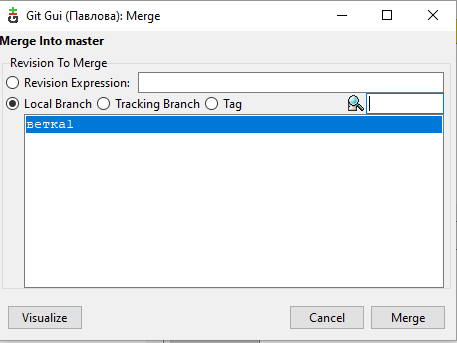 Git Gui (Павлова): Merge
Merge Into master
Revision To Merge
Revision Expression:
Local Branch Tracking Branch Tag
ветка1
Visualize Cancel Merge